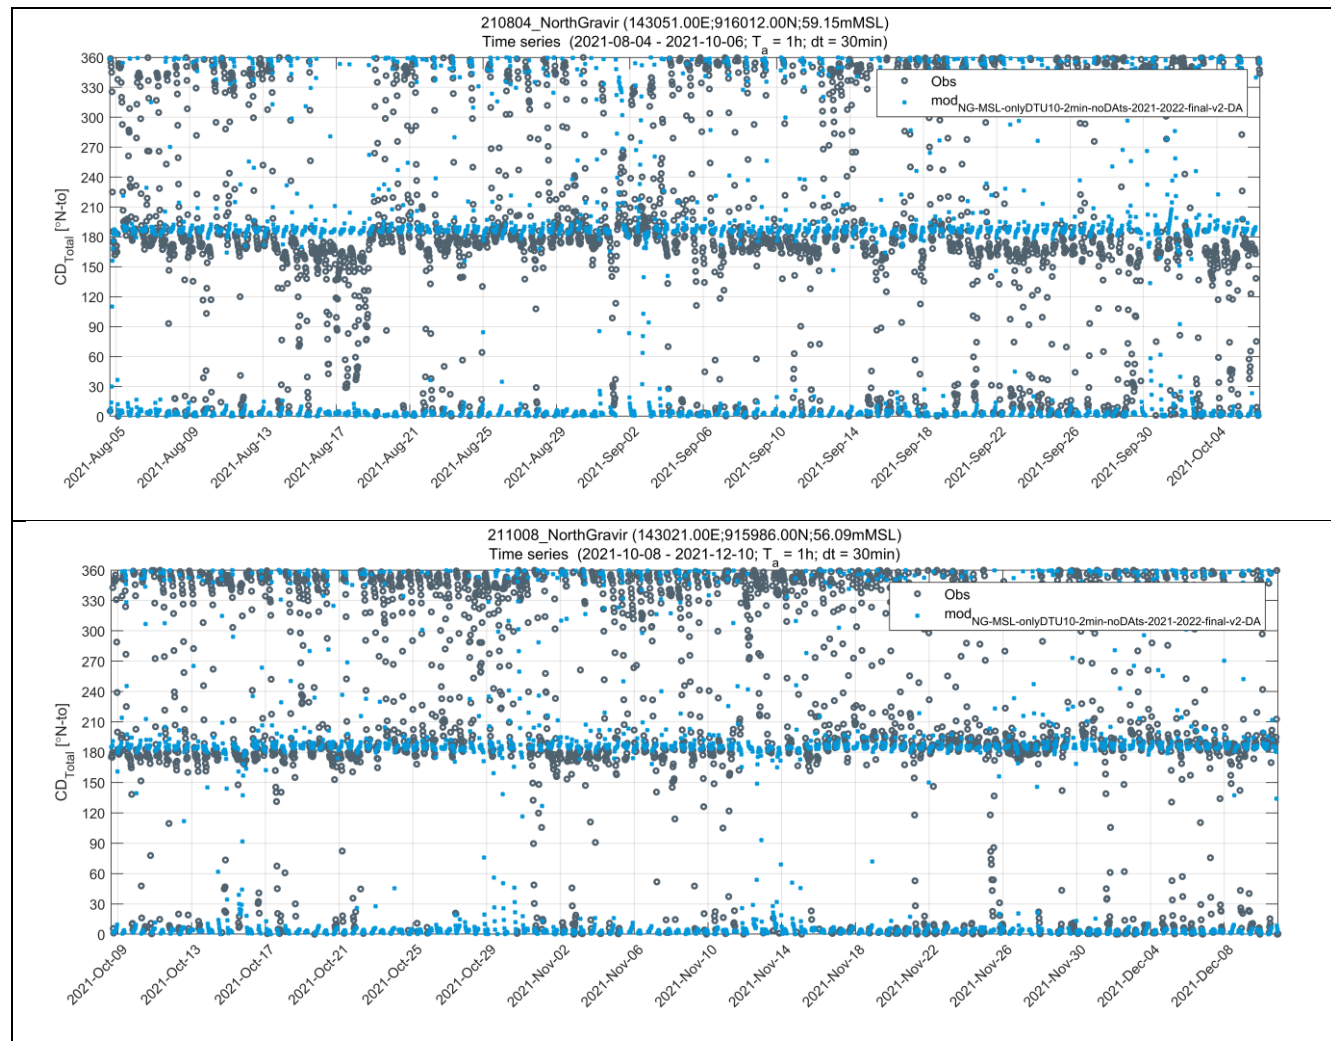 210804_NorthGravir (143051.00E;916012.00N;59.15mMSL)
Time series (2021-08-04 - 2021-10-06; Ta = 1h; dt = 30min)
CDTotal [°N-to]
360
330
300
270
240
210
180
150
120
90
60
30
0
Obs
modNG-MSL-onlyDTU10-2min-noDAts-2021-2022-final-v2-DA
2021-Aug-05
2021-Aug-09
2021-Aug-13
2021-Aug-17
2021-Aug-21
2021-Aug-25
2021-Aug-29
2021-Sep-02
2021-Sep-06
2021-Sep-10
2021-Sep-14
2021-Sep-18
2021-Sep-22
2021-Sep-26
2021-Sep-30
2021-Oct-04
211008_NorthGravir (143021.00E;915986.00N;56.09mMSL)
Time series (2021-10-08 - 2021-12-10; Ta = 1h; dt = 30min)
CDTotal [°N-to]
360
330
300
270
240
210
180
150
120
90
60
30
0
Obs
modNG-MSL-onlyDTU10-2min-noDAts-2021-2022-final-v2-DA
2021-Oct-09
2021-Oct-13
2021-Oct-17
2021-Oct-21
2021-Oct-25
2021-Oct-29
2021-Nov-02
2021-Nov-06
2021-Nov-10
2021-Nov-14
2021-Nov-18
2021-Nov-22
2021-Nov-26
2021-Nov-30
2021-Dec-04
2021-Dec-08